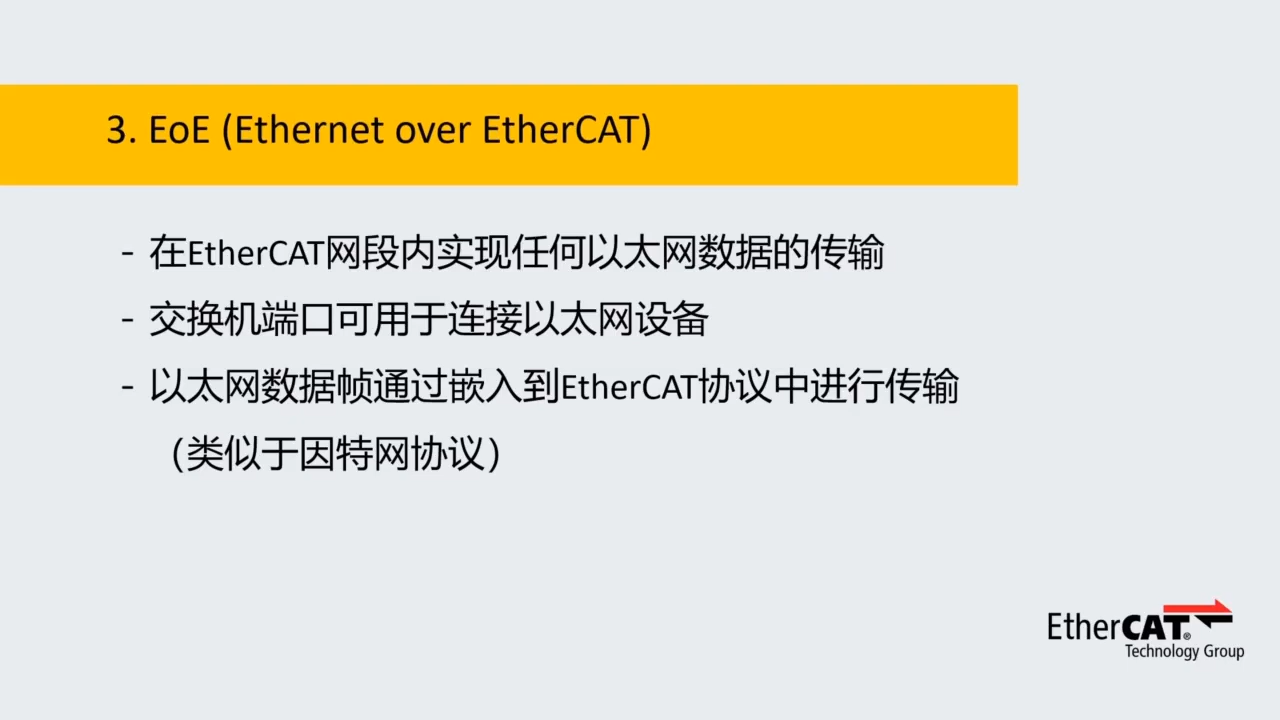 3. EoE (Ethernet over EtherCAT)
- 在EtherCAT网段内实现任何以太网数据的传输
- 交换机端口可用于连接以太网设备
- 以太网数据帧通过嵌入到EtherCAT协议中进行传输
（类似于因特网协议）
EtherCAT®
Technology Group